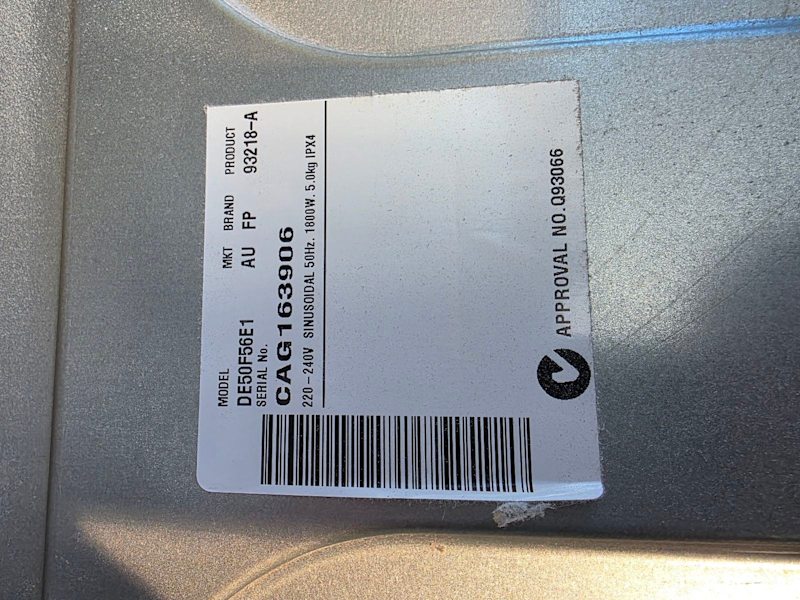 MODEL MKT BRAND PRODUCT
DE50F56E1 AU FP 93218-A
SERIAL No.
CAG163906
220-240V SINUSOIDAL 50Hz. 1800W. 5.0kg IPX4
APPROVAL NO.Q93066